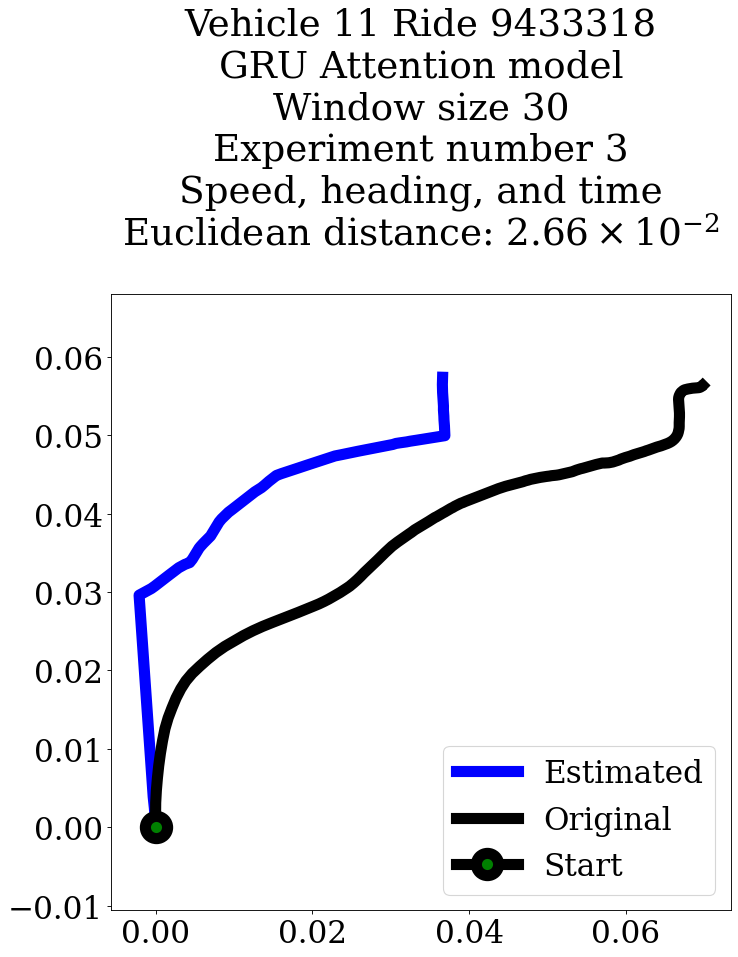 Vehicle 11 Ride 9433318
GRU Attention model
Window size 30
Experiment number 3
Speed, heading, and time
Euclidean distance: 2.66 × 10⁻²
0.06
0.05
0.04
0.03
0.02
0.01
0.00
−0.01
0.00 0.02 0.04 0.06
Estimated
Original
Start